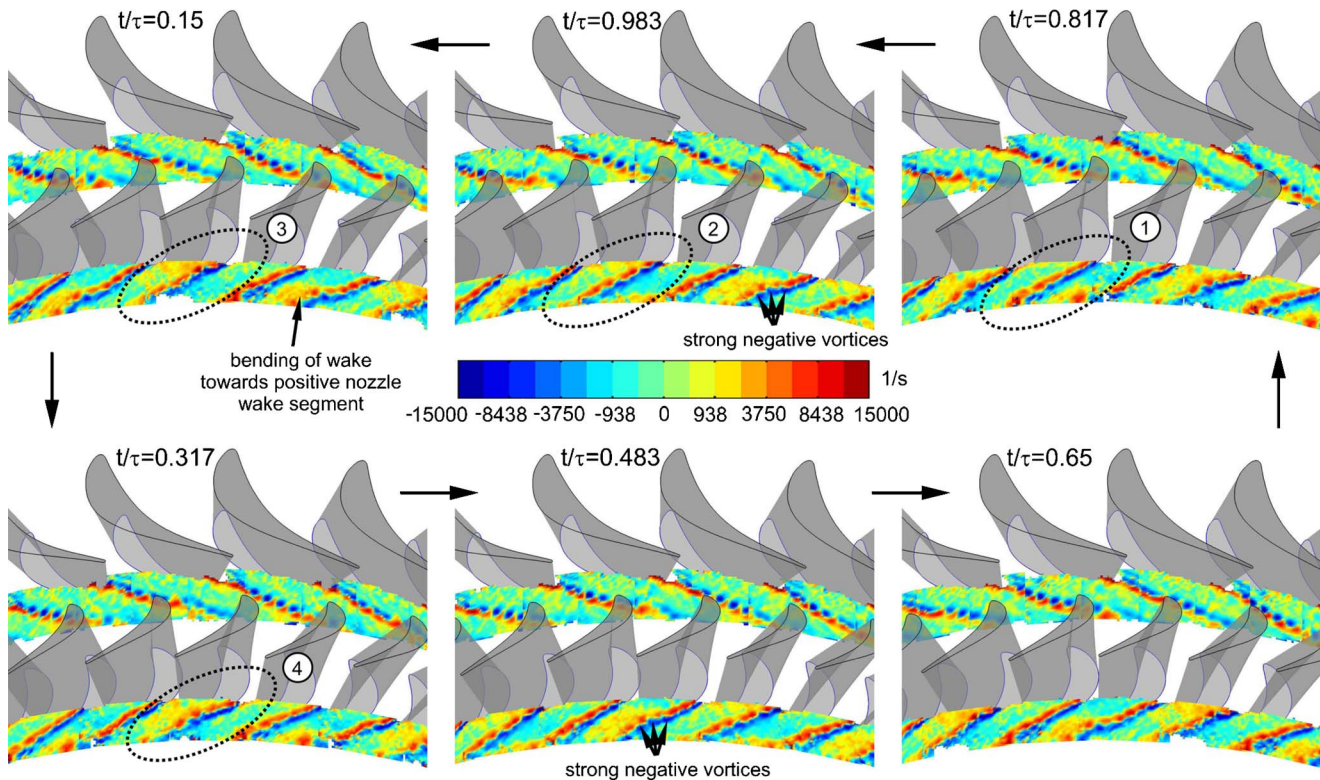 t/τ=0.15
t/τ=0.983
t/τ=0.817
3
2
1
bending of wake
towards positive nozzle
wake segment
strong negative vortices
1/s
-15000 -8438 -3750 -938 0 938 3750 8438 15000
t/τ=0.317
t/τ=0.483
t/τ=0.65
4
strong negative vortices